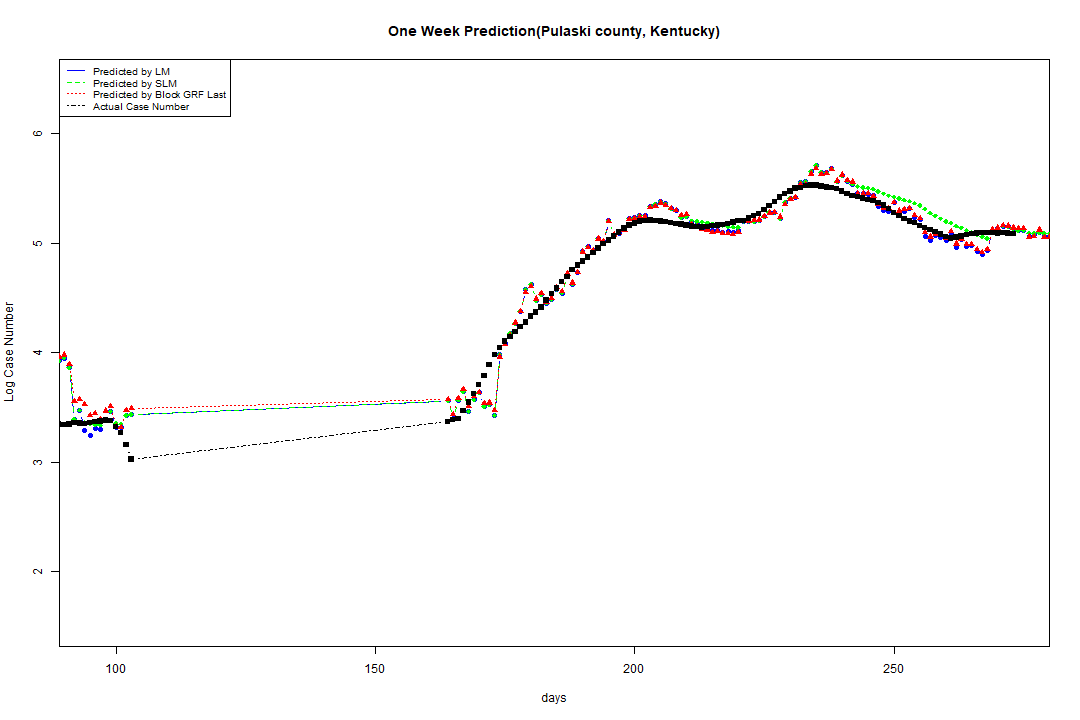 One Week Prediction(Pulaski county, Kentucky)
Predicted by LM
Predicted by SLM
Predicted by Block GRF Last
Actual Case Number
Log Case Number
6
5
4
3
2
100 150 200 250
days